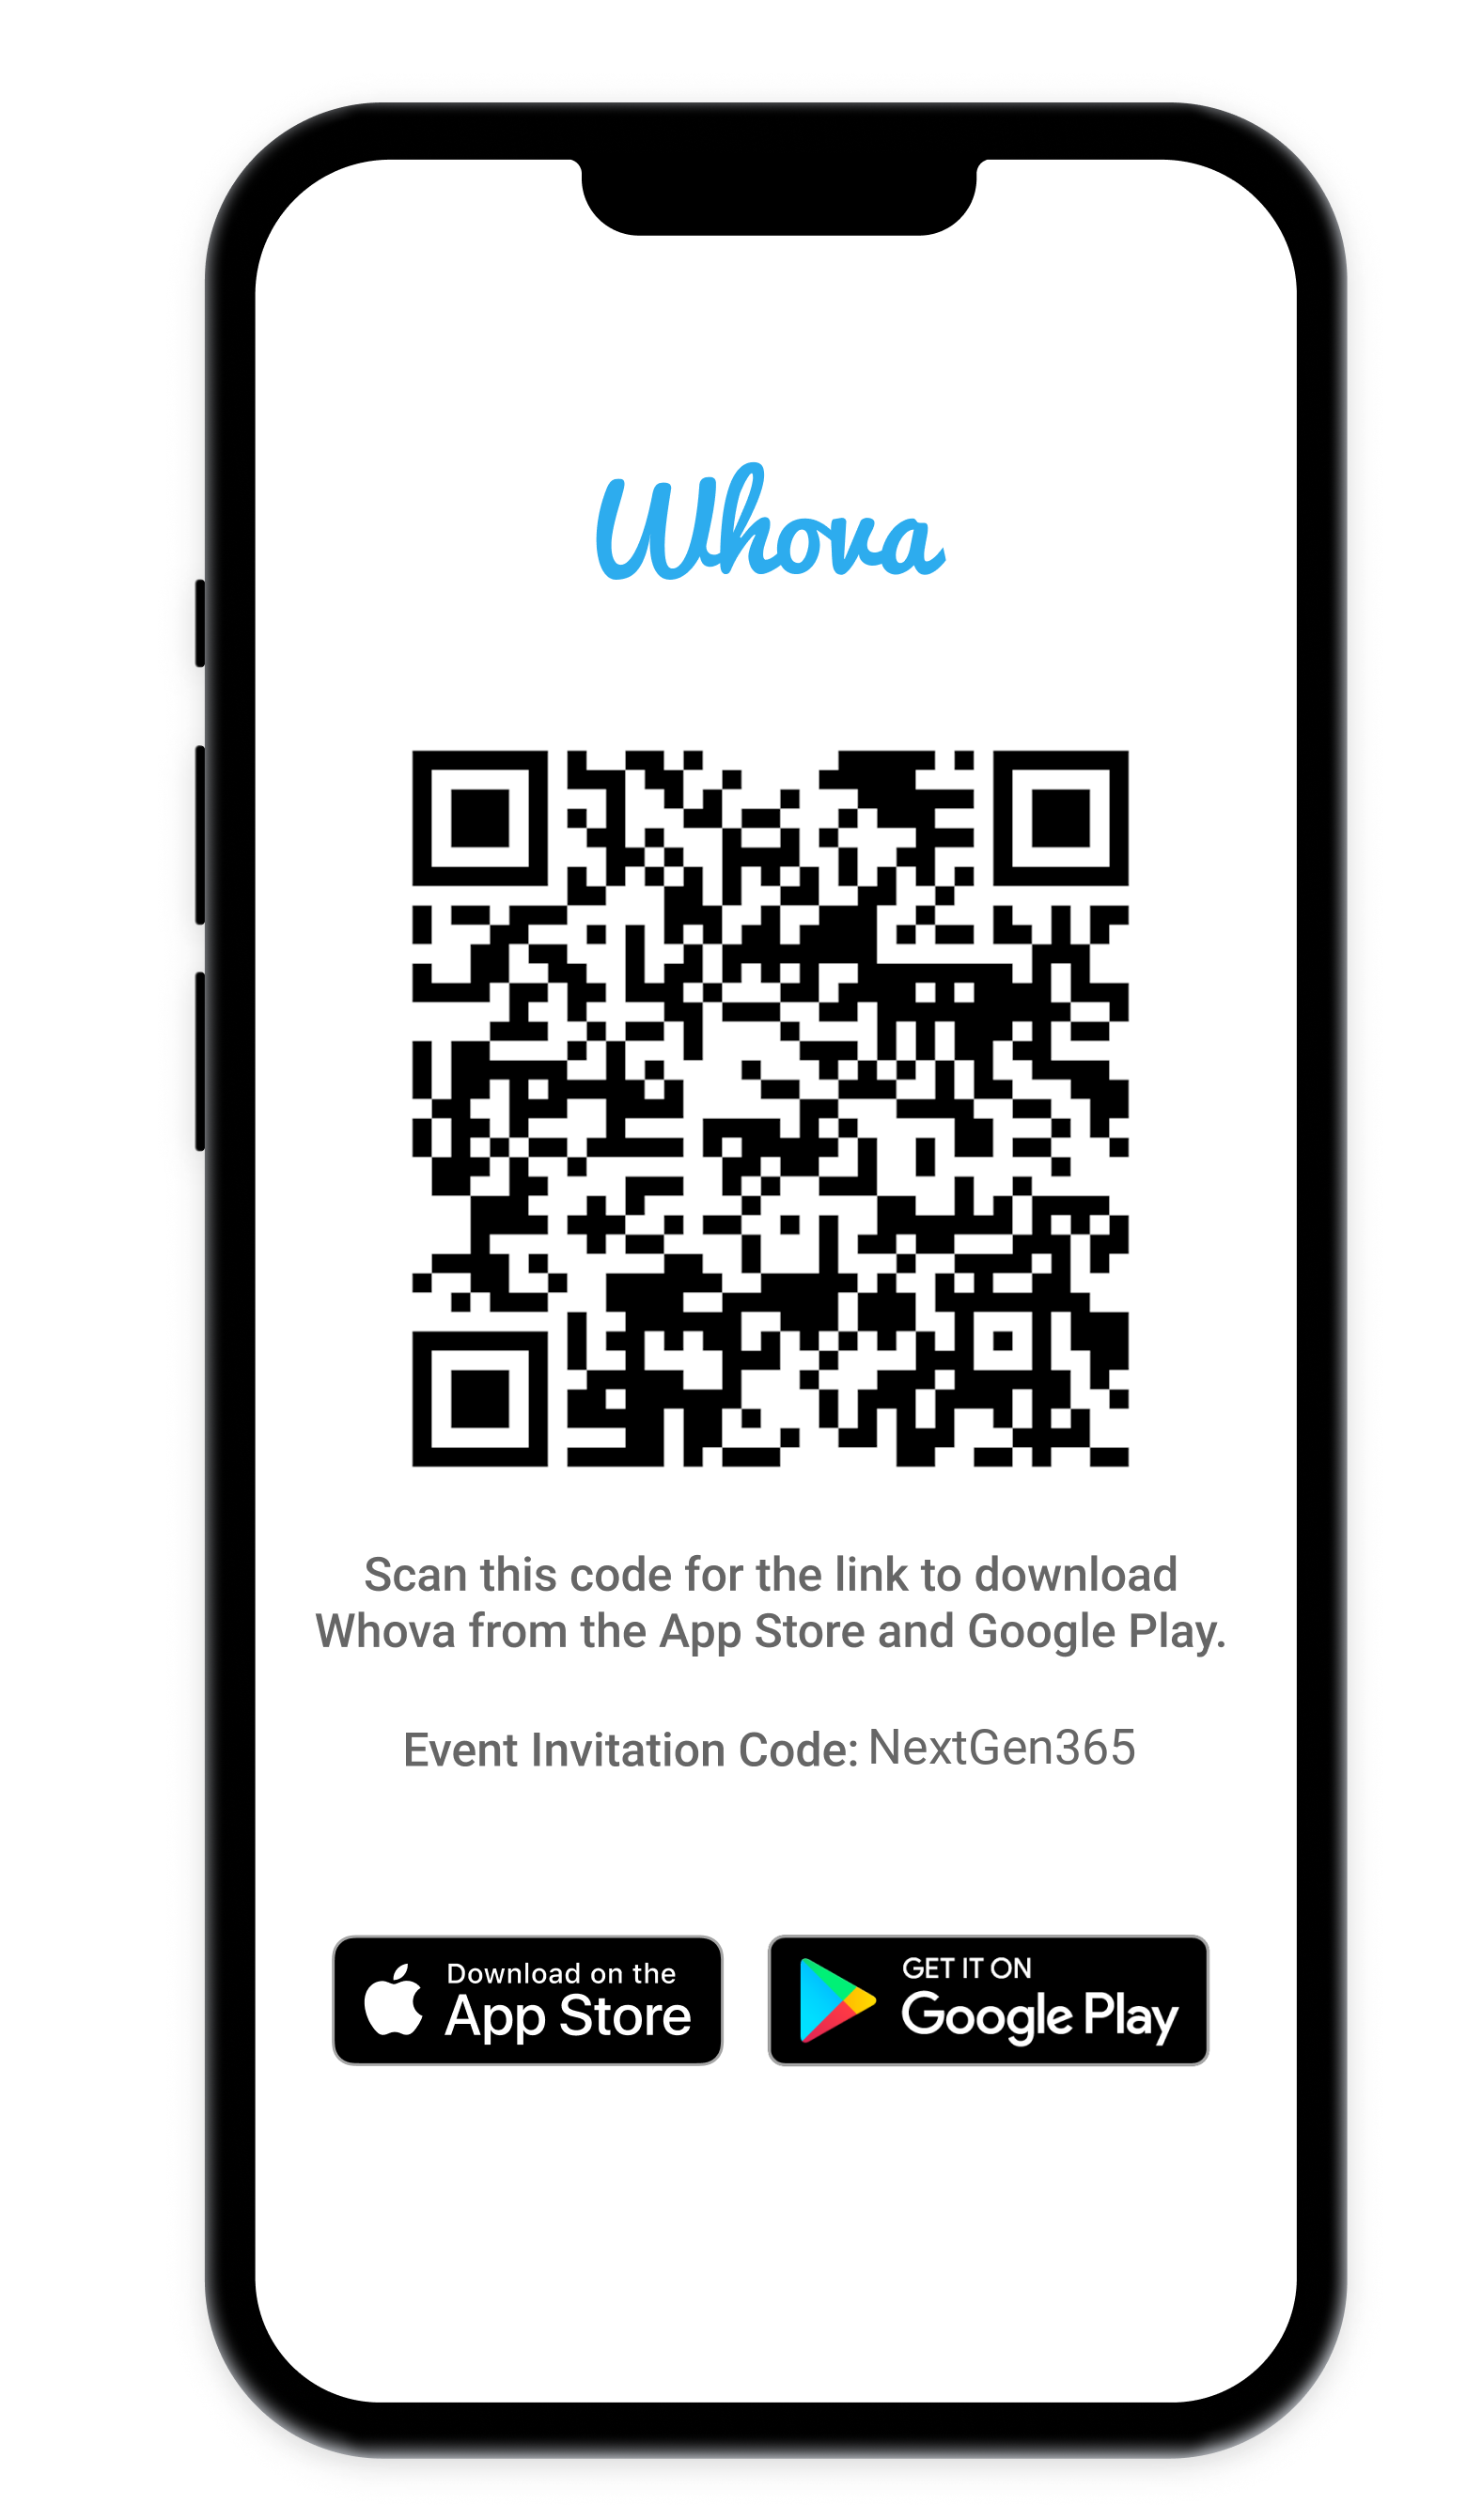 Whova
Scan this code for the link to download
Whova from the App Store and Google Play.
Event Invitation Code: NextGen365
Download on the
App Store
GET IT ON
Google Play